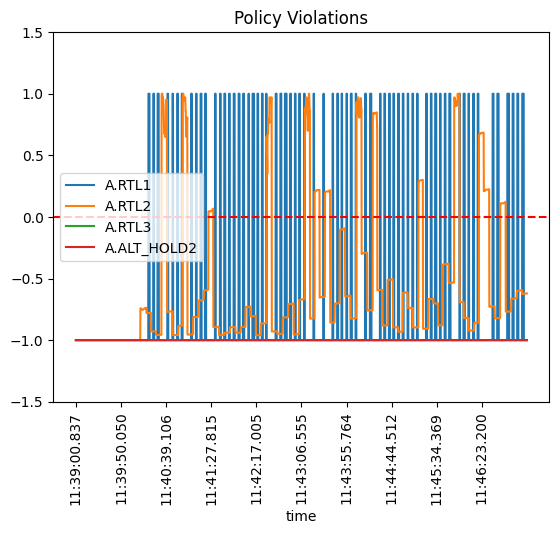 Policy Violations
1.5
1.0
0.5
0.0
−0.5
−1.0
−1.5
A.RTL1
A.RTL2
A.RTL3
A.ALT_HOLD2
11:39:00.837
11:39:50.050
11:40:39.106
11:41:27.815
11:42:17.005
11:43:06.555
11:43:55.764
11:44:44.512
11:45:34.369
11:46:23.200
time